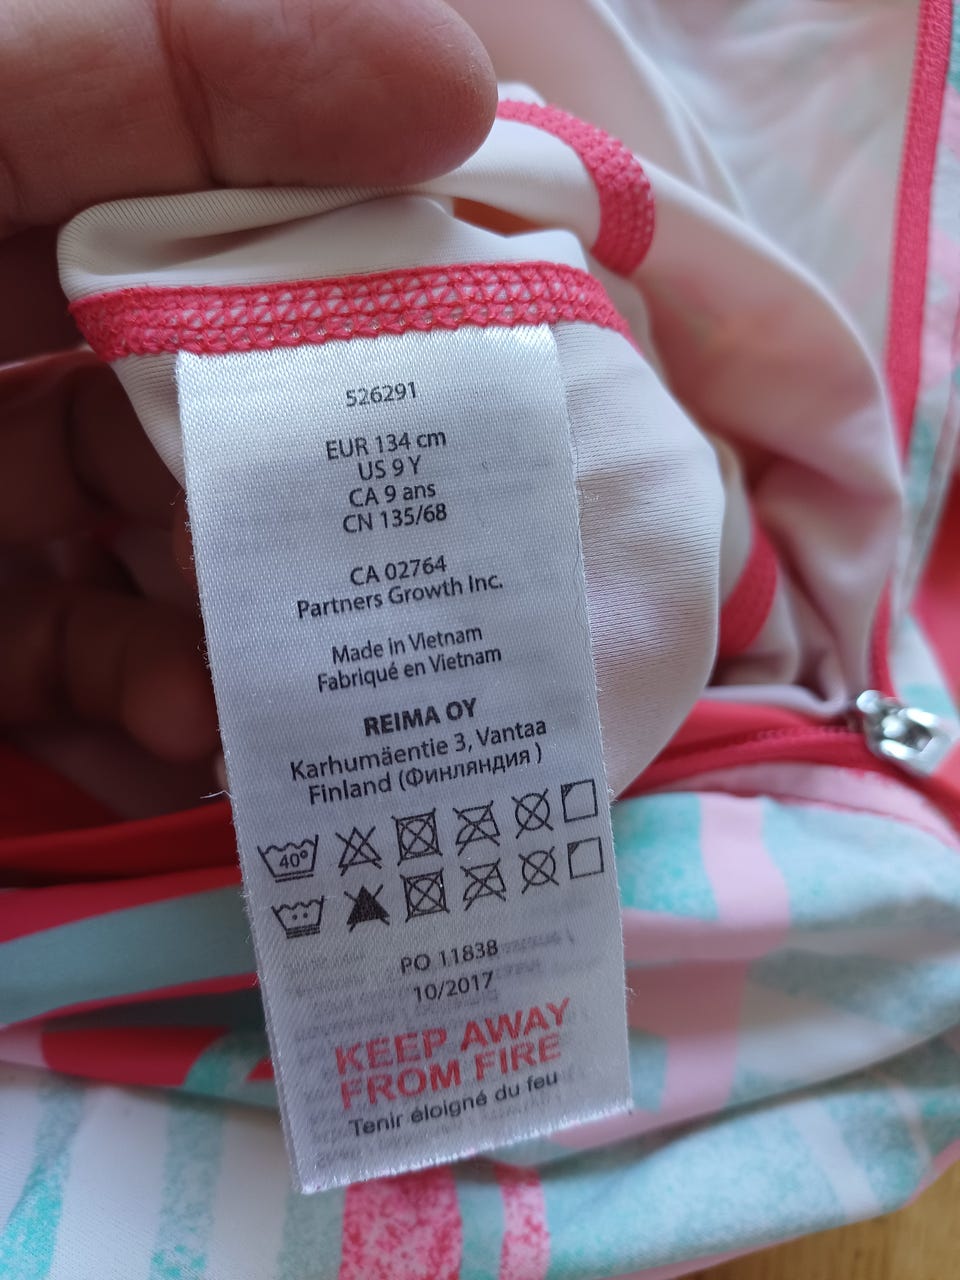 526291
EUR 134 cm
US 9 Y
CA 9 ans
CN 135/68
CA 02764
Partners Growth Inc.
Made in Vietnam
Fabriqué en Vietnam
REIMA OY
Karhumäentie 3, Vantaa
Finland (Финляндия )
40°
PO 11838
10/2017
KEEP AWAY
FROM FIRE
Tenir éloigné du feu